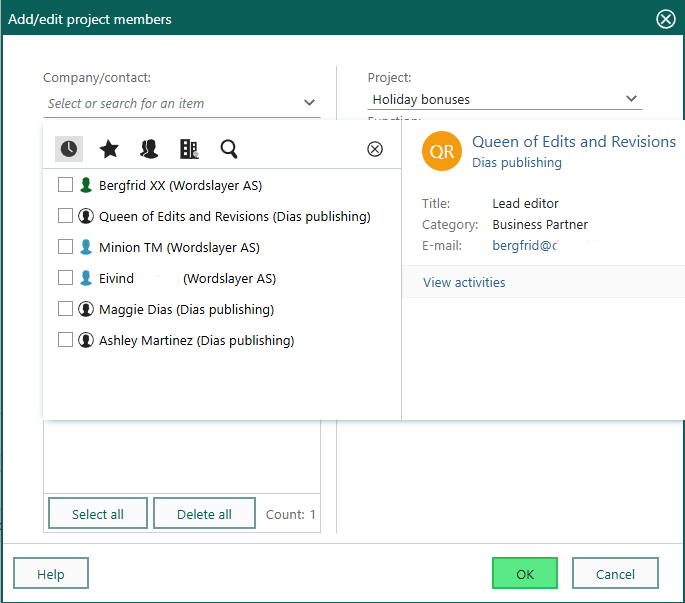 Add/edit project members
Company/contact:
Select or search for an item
Project:
Holiday bonuses
Function:
Bergfrid XX (Wordslayer AS)
Queen of Edits and Revisions (Dias publishing)
Minion TM (Wordslayer AS)
Eivind (Wordslayer AS)
Maggie Dias (Dias publishing)
Ashley Martinez (Dias publishing)
QR
Queen of Edits and Revisions
Dias publishing
Title: Lead editor
Category: Business Partner
E-mail: bergfrid@
View activities
Select all
Delete all
Count: 1
Help
OK
Cancel